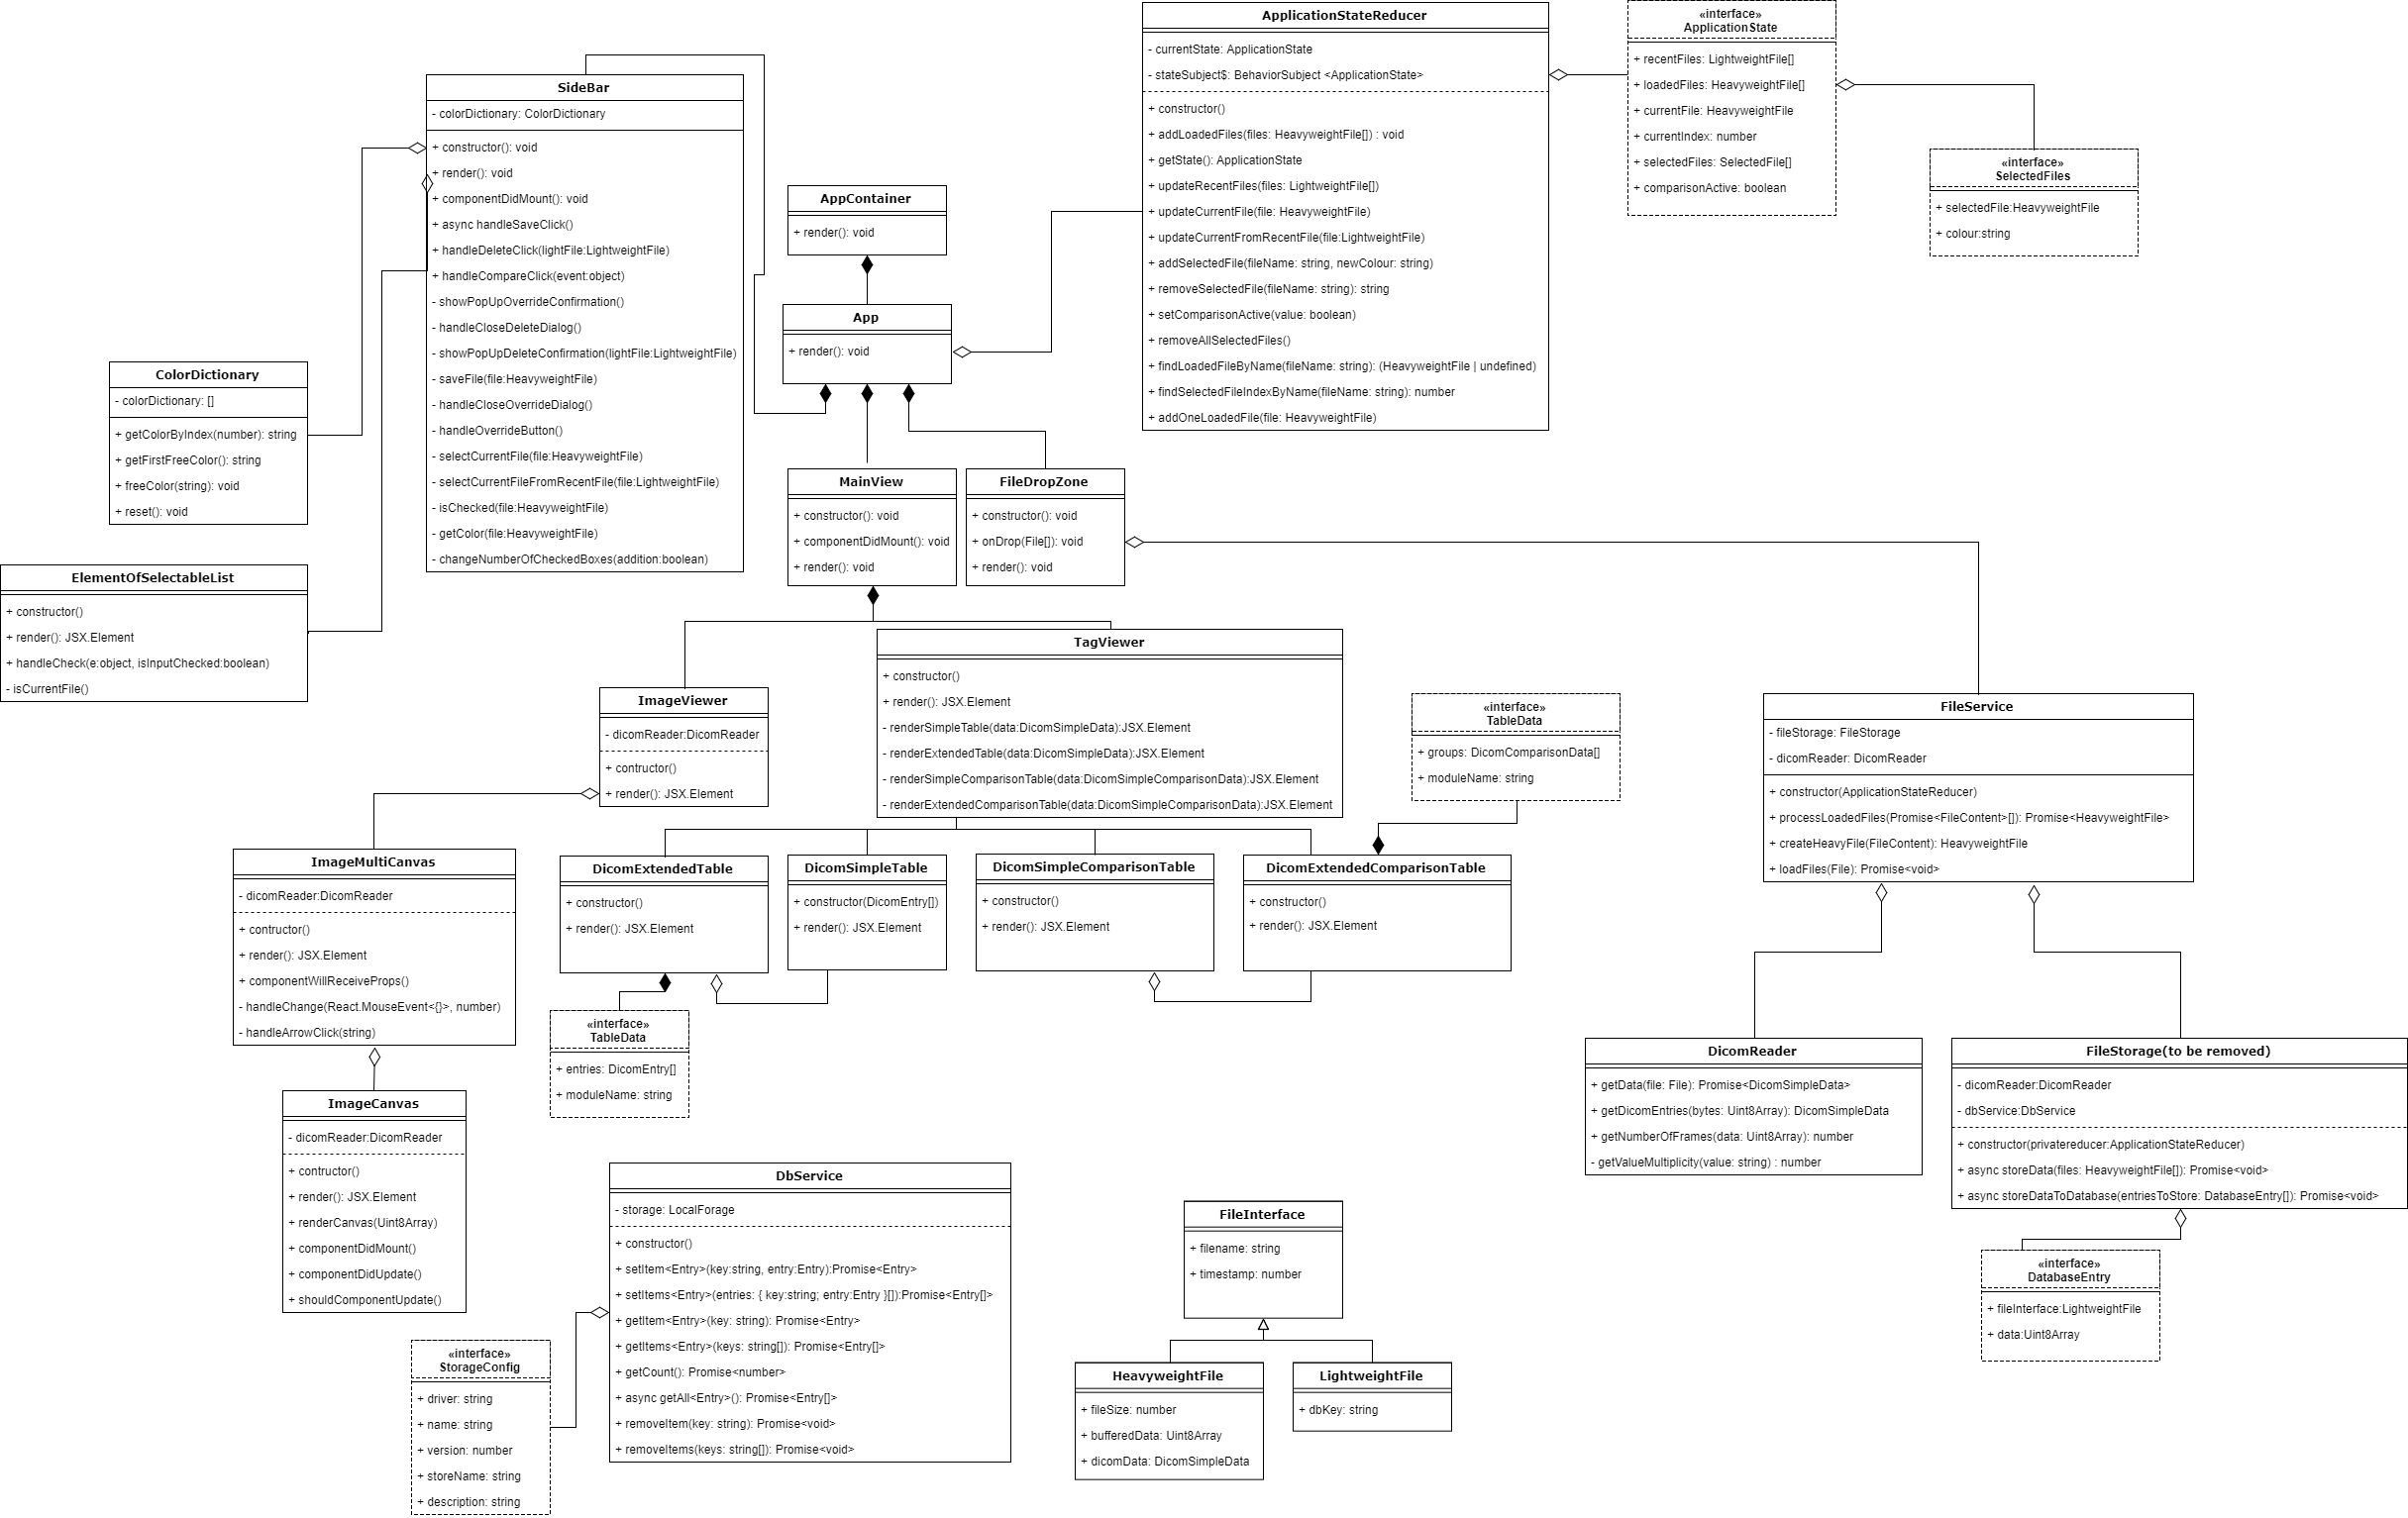 ApplicationStateReducer
- currentState: ApplicationState
- stateSubject$: BehaviorSubject <ApplicationState>
+ constructor()
+ addLoadedFiles(files: HeavyweightFile[]) : void
+ getState(): ApplicationState
+ updateRecentFiles(files: LightweightFile[])
+ updateCurrentFile(file: HeavyweightFile)
+ updateCurrentFromRecentFile(file:LightweightFile)
+ addSelectedFile(fileName: string, newColour: string)
+ removeSelectedFile(fileName: string): string
+ setComparisonActive(value: boolean)
+ removeAllSelectedFiles()
+ findLoadedFileByName(fileName: string): (HeavyweightFile | undefined)
+ findSelectedFileIndexByName(fileName: string): number
+ addOneLoadedFile(file: HeavyweightFile)
«interface»
ApplicationState
+ recentFiles: LightweightFile[]
+ loadedFiles: HeavyweightFile[]
+ currentFile: HeavyweightFile
+ currentIndex: number
+ selectedFiles: SelectedFile[]
+ comparisonActive: boolean
«interface»
SelectedFiles
+ selectedFile:HeavyweightFile
+ colour:string
SideBar
- colorDictionary: ColorDictionary
+ constructor(): void
+ render(): void
+ componentDidMount(): void
+ async handleSaveClick()
+ handleDeleteClick(lightFile:LightweightFile)
+ handleCompareClick(event:object)
- showPopUpOverrideConfirmation()
- handleCloseDeleteDialog()
- showPopUpDeleteConfirmation(lightFile:LightweightFile)
- saveFile(file:HeavyweightFile)
- handleCloseOverrideDialog()
- handleOverrideButton()
- selectCurrentFile(file:HeavyweightFile)
- selectCurrentFileFromRecentFile(file:LightweightFile)
- isChecked(file:HeavyweightFile)
- getColor(file:HeavyweightFile)
- changeNumberOfCheckedBoxes(addition:boolean)
AppContainer
+ render(): void
App
+ render(): void
ColorDictionary
- colorDictionary: []
+ getColorByIndex(number): string
+ getFirstFreeColor(): string
+ freeColor(string): void
+ reset(): void
ElementOfSelectableList
+ constructor()
+ render(): JSX.Element
+ handleCheck(e:object, isInputChecked:boolean)
- isCurrentFile()
MainView
+ constructor(): void
+ componentDidMount(): void
+ render(): void
FileDropZone
+ constructor(): void
+ onDrop(File[]): void
+ render(): void
TagViewer
+ constructor()
+ render(): JSX.Element
- renderSimpleTable(data:DicomSimpleData):JSX.Element
- renderExtendedTable(data:DicomSimpleData):JSX.Element
- renderSimpleComparisonTable(data:DicomSimpleComparisonData):JSX.Element
- renderExtendedComparisonTable(data:DicomSimpleComparisonData):JSX.Element
ImageViewer
- dicomReader:DicomReader
+ contructor()
+ render(): JSX.Element
«interface»
TableData
+ groups: DicomComparisonData[]
+ moduleName: string
FileService
- fileStorage: FileStorage
- dicomReader: DicomReader
+ constructor(ApplicationStateReducer)
+ processLoadedFiles(Promise<FileContent>[]): Promise<HeavyweightFile>
+ createHeavyFile(FileContent): HeavyweightFile
+ loadFiles(File): Promise<void>
ImageMultiCanvas
- dicomReader:DicomReader
+ contructor()
+ render(): JSX.Element
+ componentWillReceiveProps()
- handleChange(React.MouseEvent<{}>, number)
- handleArrowClick(string)
DicomExtendedTable
+ constructor()
+ render(): JSX.Element
DicomSimpleTable
+ constructor(DicomEntry[])
+ render(): JSX.Element
DicomSimpleComparisonTable
+ constructor()
+ render(): JSX.Element
DicomExtendedComparisonTable
+ constructor()
+ render(): JSX.Element
«interface»
TableData
+ entries: DicomEntry[]
+ moduleName: string
ImageCanvas
- dicomReader:DicomReader
+ contructor()
+ render(): JSX.Element
+ renderCanvas(Uint8Array)
+ componentDidMount()
+ componentDidUpdate()
+ shouldComponentUpdate()
DicomReader
+ getData(file: File): Promise<DicomSimpleData>
+ getDicomEntries(bytes: Uint8Array): DicomSimpleData
+ getNumberOfFrames(data: Uint8Array): number
- getValueMultiplicity(value: string) : number
FileStorage(to be removed)
- dicomReader:DicomReader
- dbService:DbService
+ constructor(privatereducer:ApplicationStateReducer)
+ async storeData(files: HeavyweightFile[]): Promise<void>
+ async storeDataToDatabase(entriesToStore: DatabaseEntry[]): Promise<void>
«interface»
DatabaseEntry
+ fileInterface:LightweightFile
+ data:Uint8Array
DbService
- storage: LocalForage
+ constructor()
+ setItem<Entry>(key:string, entry:Entry):Promise<Entry>
+ setItems<Entry>(entries: { key:string; entry:Entry }[]):Promise<Entry[]>
+ getItem<Entry>(key: string): Promise<Entry>
+ getItems<Entry>(keys: string[]): Promise<Entry[]>
+ getCount(): Promise<number>
+ async getAll<Entry>(): Promise<Entry[]>
+ removeItem(key: string): Promise<void>
+ removeItems(keys: string[]): Promise<void>
«interface»
StorageConfig
+ driver: string
+ name: string
+ version: number
+ storeName: string
+ description: string
FileInterface
+ filename: string
+ timestamp: number
HeavyweightFile
+ fileSize: number
+ bufferedData: Uint8Array
+ dicomData: DicomSimpleData
LightweightFile
+ dbKey: string